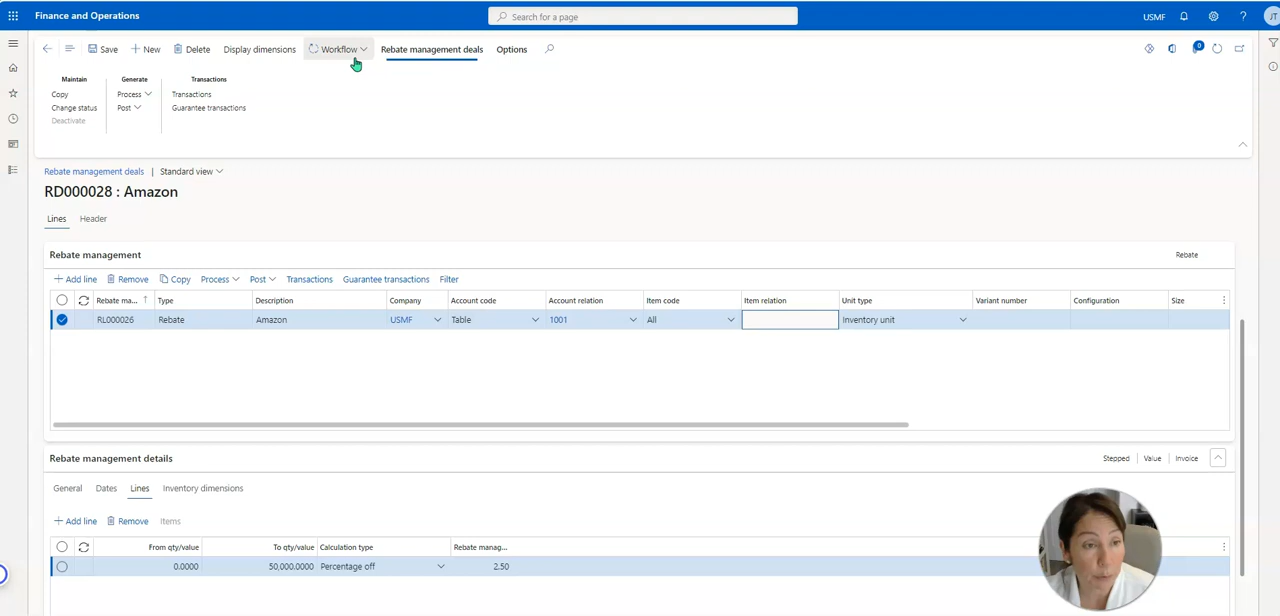 Finance and Operations
Search for a page
USMF
?
JT
Save
New
Delete
Display dimensions
Workflow
Rebate management deals
Options
0
Maintain
Generate
Transactions
Copy
Process
Transactions
Change status
Post
Guarantee transactions
Deactivate
Rebate management deals | Standard view
RD000028 : Amazon
Lines
Header
Rebate management
Rebate
+ Add line
Remove
Copy
Process
Post
Transactions
Guarantee transactions
Filter
Rebate ma... ↑
Type
Description
Company
Account code
Account relation
Item code
Item relation
Unit type
Variant number
Configuration
Size
RL000026
Rebate
Amazon
USMF
Table
1001
All
Inventory unit
Rebate management details
Stepped | Value | Invoice
General
Dates
Lines
Inventory dimensions
+ Add line
Remove
Items
From qty/value
To qty/value
Calculation type
Rebate manag...
0.0000
50,000.0000
Percentage off
2.50